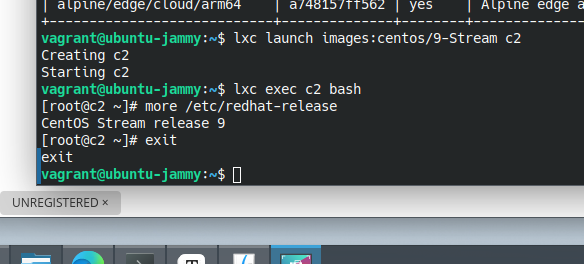 | alpine/edge/cloud/arm64    | a748157ff562 | yes    | Alpine edge a
+----------------------------+--------------+--------+--------------
vagrant@ubuntu-jammy:~$ lxc launch images:centos/9-Stream c2
Creating c2
Starting c2
vagrant@ubuntu-jammy:~$ lxc exec c2 bash
[root@c2 ~]# more /etc/redhat-release
CentOS Stream release 9
[root@c2 ~]# exit
exit
vagrant@ubuntu-jammy:~$
UNREGISTERED ×
T